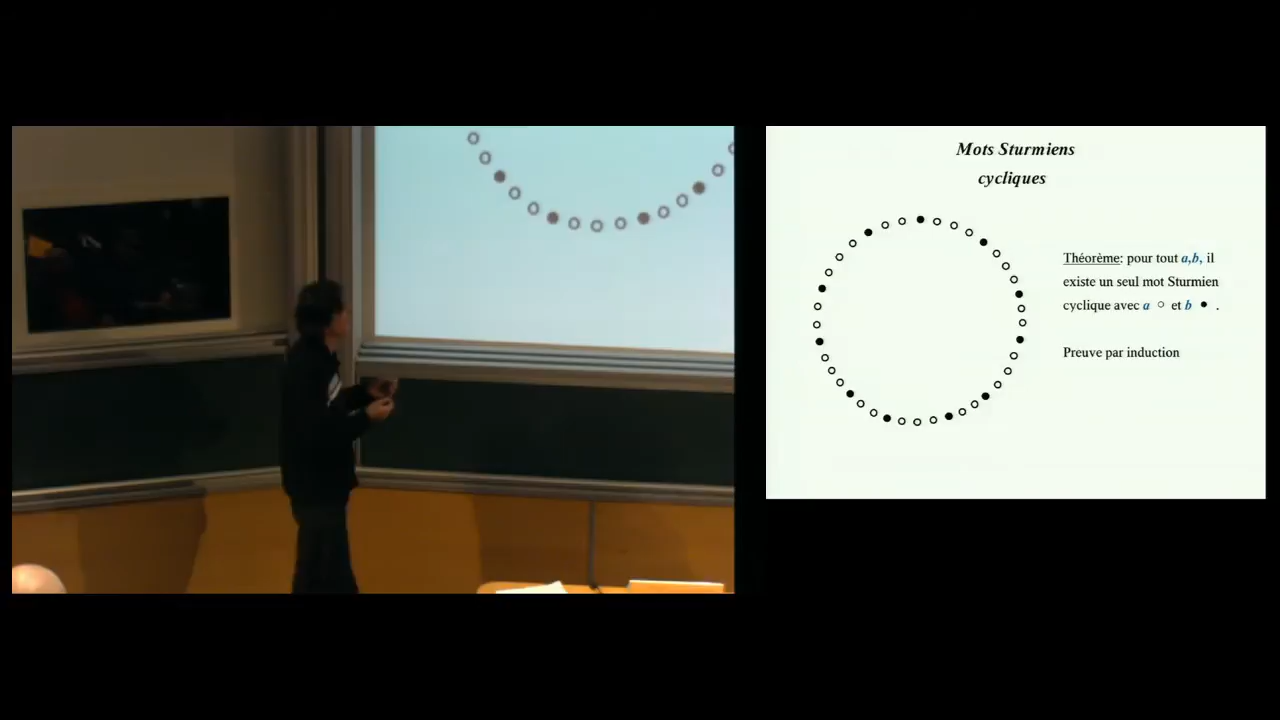 Mots Sturmiens
cycliques
Théorème: pour tout a,b, il
existe un seul mot Sturmien
cyclique avec a ○ et b ● .
Preuve par induction